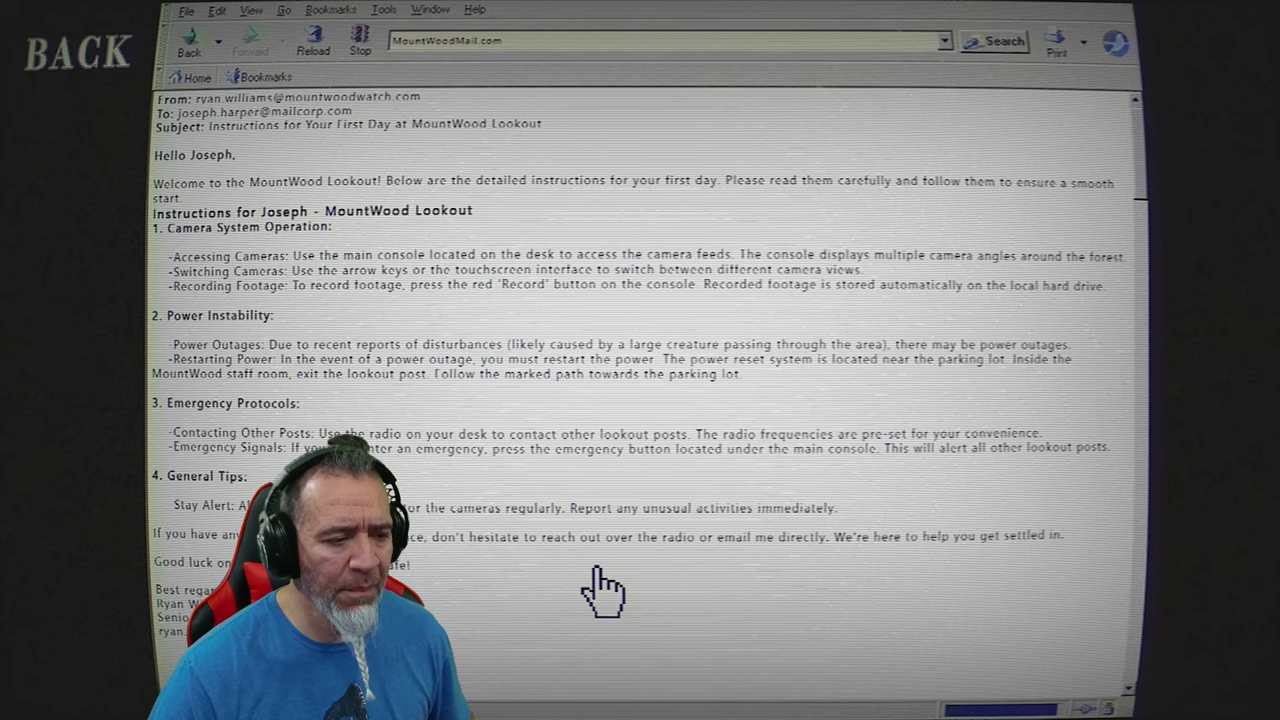 BACK
File Edit View Go Bookmarks Tools Window Help
Back Forward Reload Stop MountWoodMail.com Search Print
Home Bookmarks
From: ryan.williams@mountwoodwatch.com
To: joseph.harper@mailcorp.com
Subject: Instructions for Your First Day at MountWood Lookout
Hello Joseph,
Welcome to the MountWood Lookout! Below are the detailed instructions for your first day. Please read them carefully and follow them to ensure a smooth
start.
Instructions for Joseph - MountWood Lookout
1. Camera System Operation:
-Accessing Cameras: Use the main console located on the desk to access the camera feeds. The console displays multiple camera angles around the forest.
-Switching Cameras: Use the arrow keys or the touchscreen interface to switch between different camera views.
-Recording Footage: To record footage, press the red 'Record' button on the console. Recorded footage is stored automatically on the local hard drive.
2. Power Instability:
-Power Outages: Due to recent reports of disturbances (likely caused by a large creature passing through the area), there may be power outages.
-Restarting Power: In the event of a power outage, you must restart the power. The power reset system is located near the parking lot. Inside the
MountWood staff room, exit the lookout post. Follow the marked path towards the parking lot.
3. Emergency Protocols:
-Contacting Other Posts: Use the radio on your desk to contact other lookout posts. The radio frequencies are pre-set for your convenience.
-Emergency Signals: If an emergency, press the emergency button located under the main console. This will alert all other lookout posts.
4. General Tips:
Stay Alert: the cameras regularly. Report any unusual activities immediately.
If you have don't hesitate to reach out over the radio or email me directly. We're here to help you get settled in.
Good luck
Best
Ryan